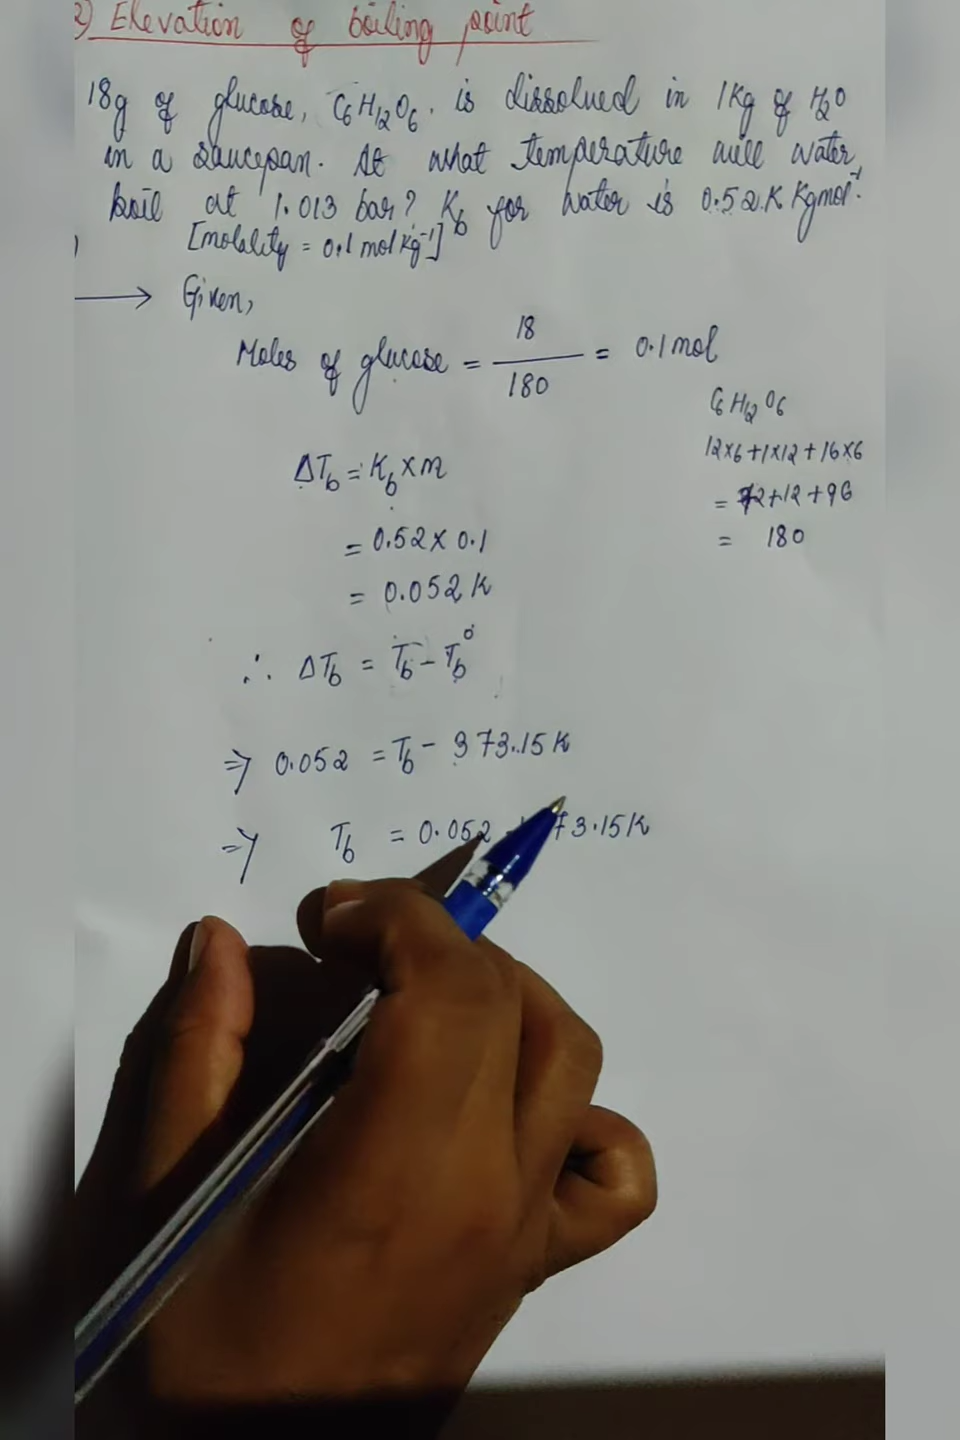 2) Elevation of boiling point
18g of glucose, C6H12O6. is dissolved in 1Kg of H2O
in a saucepan. At what temperature will water
boil at 1.013 bar? Kb for water is 0.52 K Kg mol⁻¹.
[molality = 0.1 mol kg⁻¹]
Given,
Moles of glucose = 18/180 = 0.1 mol
C6H12O6
12×6+1×12+16×6
= 72+12+96
= 180
ΔTb = Kb × m
= 0.52 × 0.1
= 0.052 K
∴ ΔTb = Tb − Tb⁰
⇒ 0.052 = Tb − 373.15 K
⇒ Tb = 0.052 73.15 K